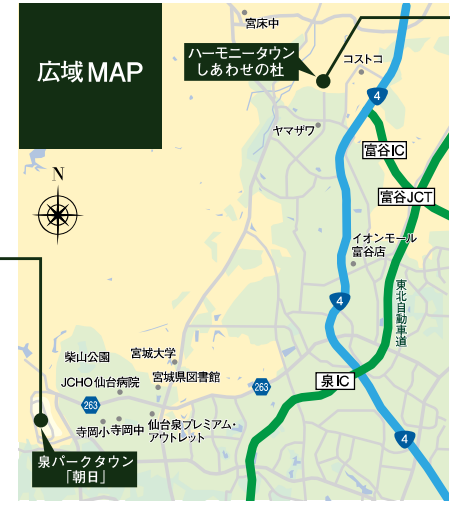 広域MAP
宮床中
ハーモニータウン
しあわせの杜
コストコ
4
ヤマザワ
富谷IC
N
富谷JCT
イオンモール
富谷店
東北自動車道
4
柴山公園
宮城大学
JCHO仙台病院
宮城県図書館
263
泉IC
263
寺岡小
寺岡中
仙台泉プレミアム・
アウトレット
4
泉パークタウン
「朝日」